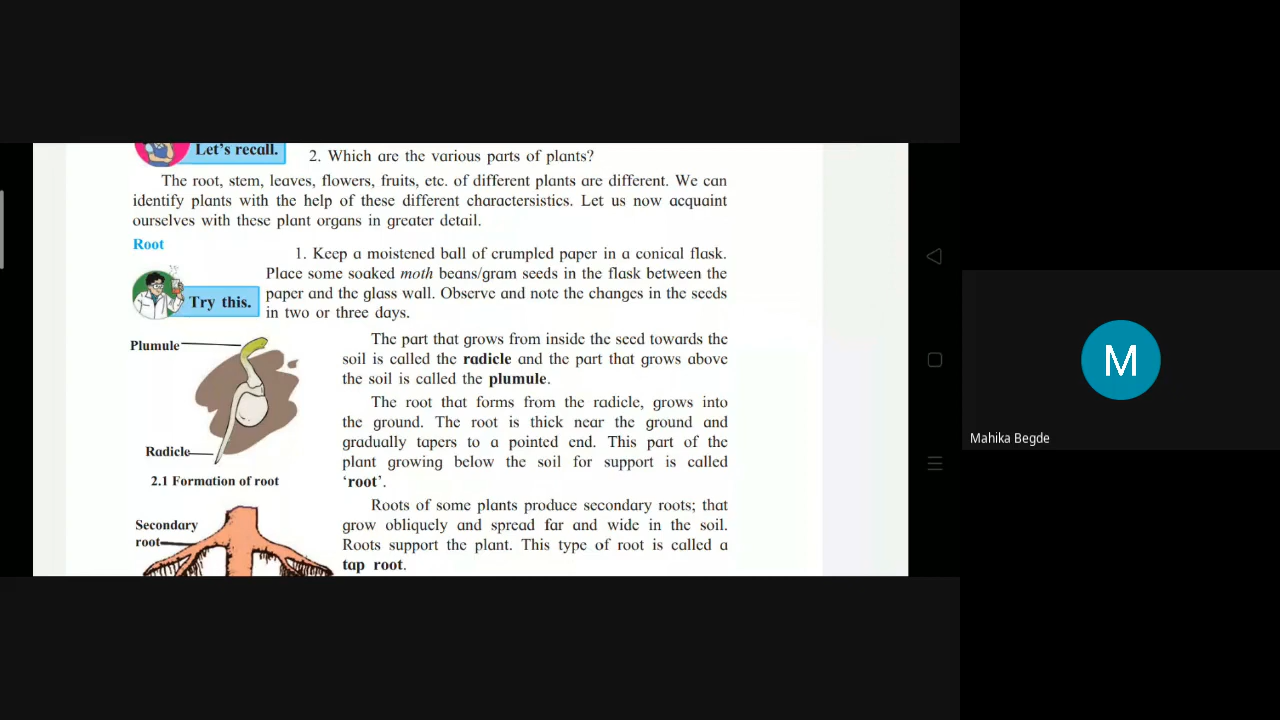 Let's recall.
2. Which are the various parts of plants?
The root, stem, leaves, flowers, fruits, etc. of different plants are different. We can
identify plants with the help of these different charactersistics. Let us now acquaint
ourselves with these plant organs in greater detail.
Root
1. Keep a moistened ball of crumpled paper in a conical flask.
Place some soaked moth beans/gram seeds in the flask between the
paper and the glass wall. Observe and note the changes in the seeds
in two or three days.
Try this.
Plumule
Radicle
2.1 Formation of root
The part that grows from inside the seed towards the
soil is called the radicle and the part that grows above
the soil is called the plumule.
The root that forms from the radicle, grows into
the ground. The root is thick near the ground and
gradually tapers to a pointed end. This part of the
plant growing below the soil for support is called
‘root’.
Secondary
root
Roots of some plants produce secondary roots; that
grow obliquely and spread far and wide in the soil.
Roots support the plant. This type of root is called a
tap root.
M
Mahika Begde